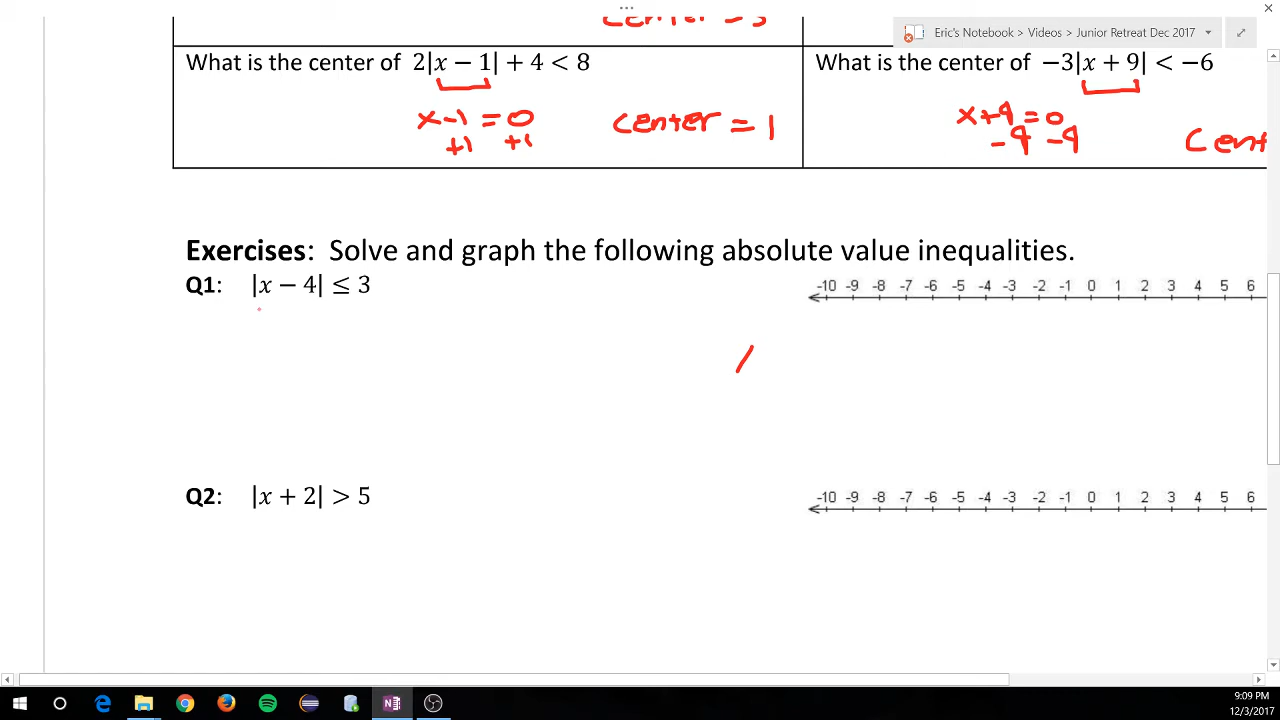 Eric's Notebook > Videos > Junior Retreat Dec 2017
What is the center of 2|x − 1| + 4 < 8
x-1 = 0
+1 +1
center = 1
What is the center of −3|x + 9| < −6
x+9 = 0
-9 -9
Cent
Exercises: Solve and graph the following absolute value inequalities.
Q1: |x − 4| ≤ 3
-10 -9 -8 -7 -6 -5 -4 -3 -2 -1 0 1 2 3 4 5 6
Q2: |x + 2| > 5
-10 -9 -8 -7 -6 -5 -4 -3 -2 -1 0 1 2 3 4 5 6
9:09 PM
12/3/2017